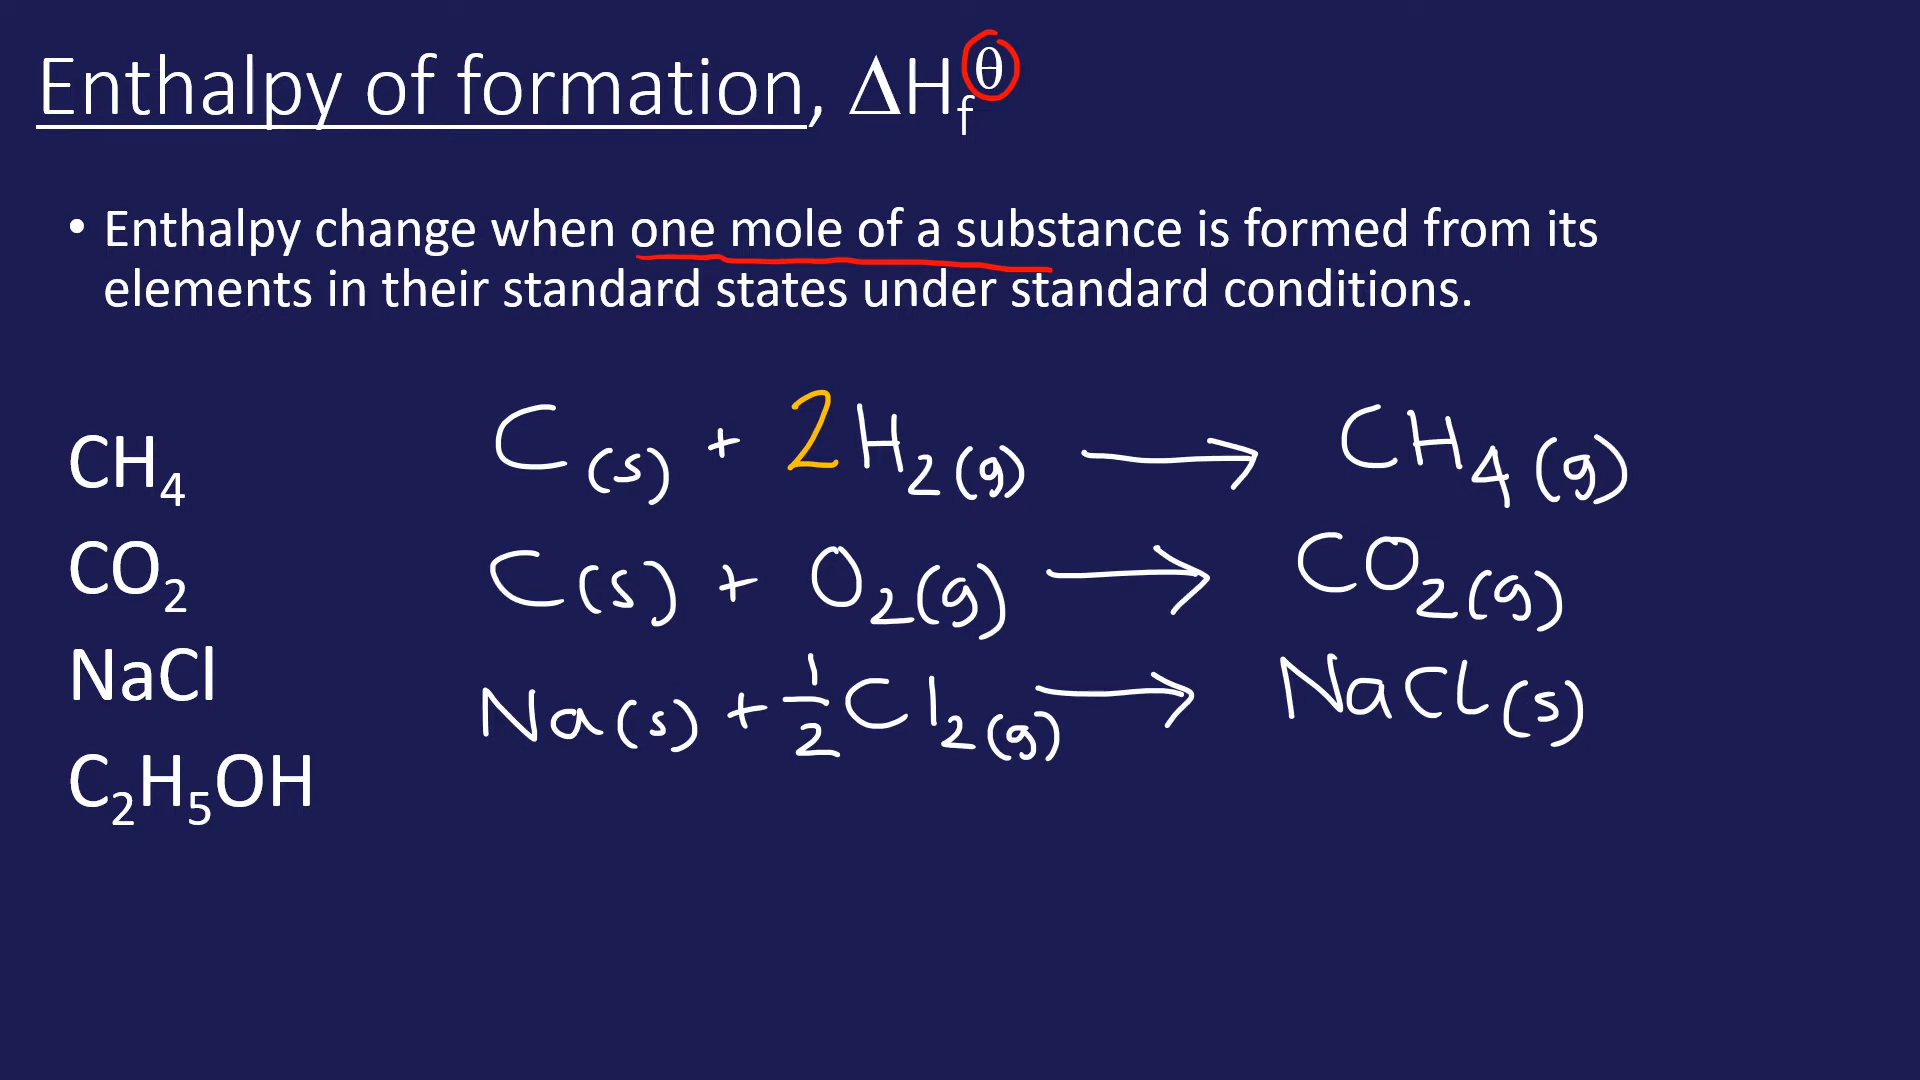 Enthalpy of formation, ΔHfθ
• Enthalpy change when one mole of a substance is formed from its
elements in their standard states under standard conditions.
CH₄ C(s) + 2H₂(g) ⟶ CH₄(g)
CO₂ C(s) + O₂(g) ⟶ CO₂(g)
NaCl Na(s) + ½Cl₂(g) ⟶ NaCl(s)
C₂H₅OH